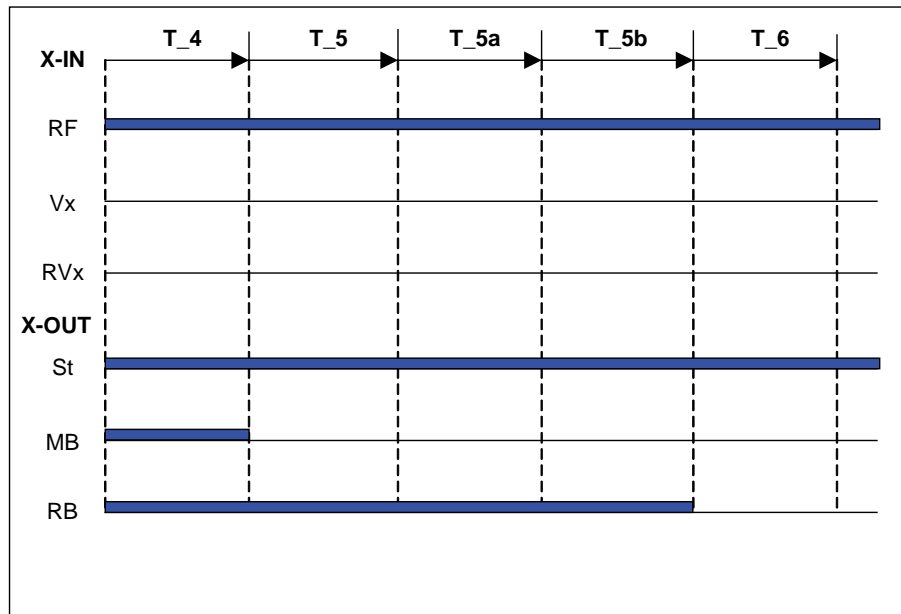 T_4 T_5 T_5a T_5b T_6
X-IN
RF
Vx
RVx
X-OUT
St
MB
RB